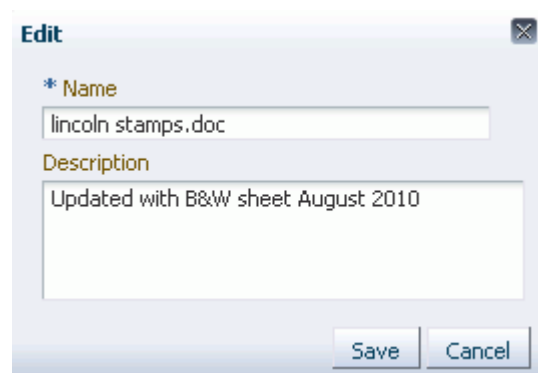 Edit
* Name
lincoln stamps.doc
Description
Updated with B&W sheet August 2010
Save Cancel